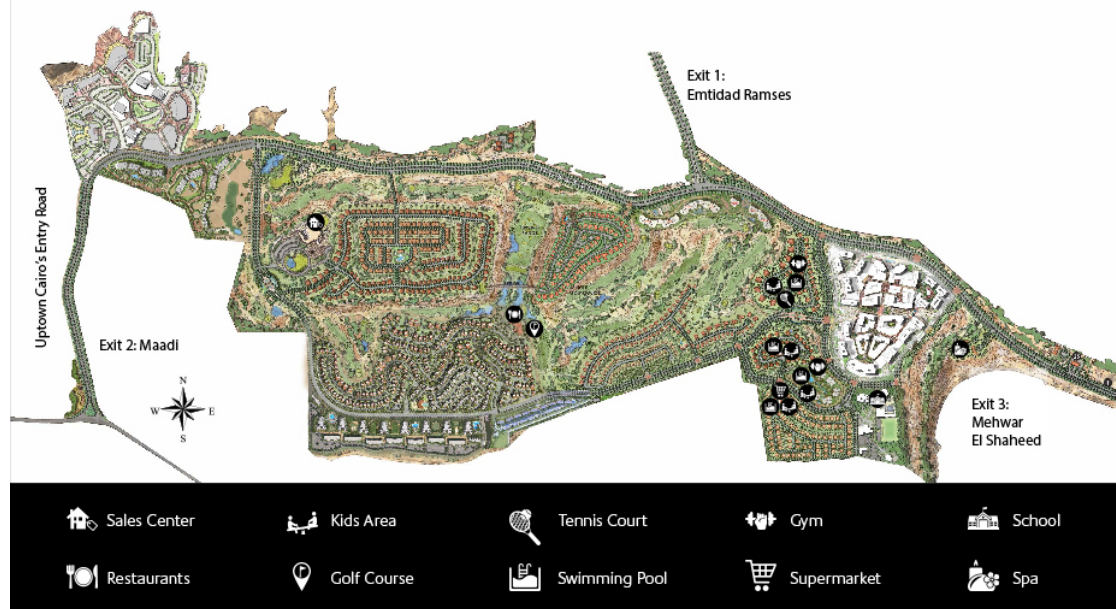 Exit 1:
Emtidad Ramses
Uptown Cairo's Entry Road
Exit 2: Maadi
N
W E
S
Exit 3:
Mehwar
El Shaheed
Sales Center
Kids Area
Tennis Court
Gym
School
Restaurants
Golf Course
Swimming Pool
Supermarket
Spa